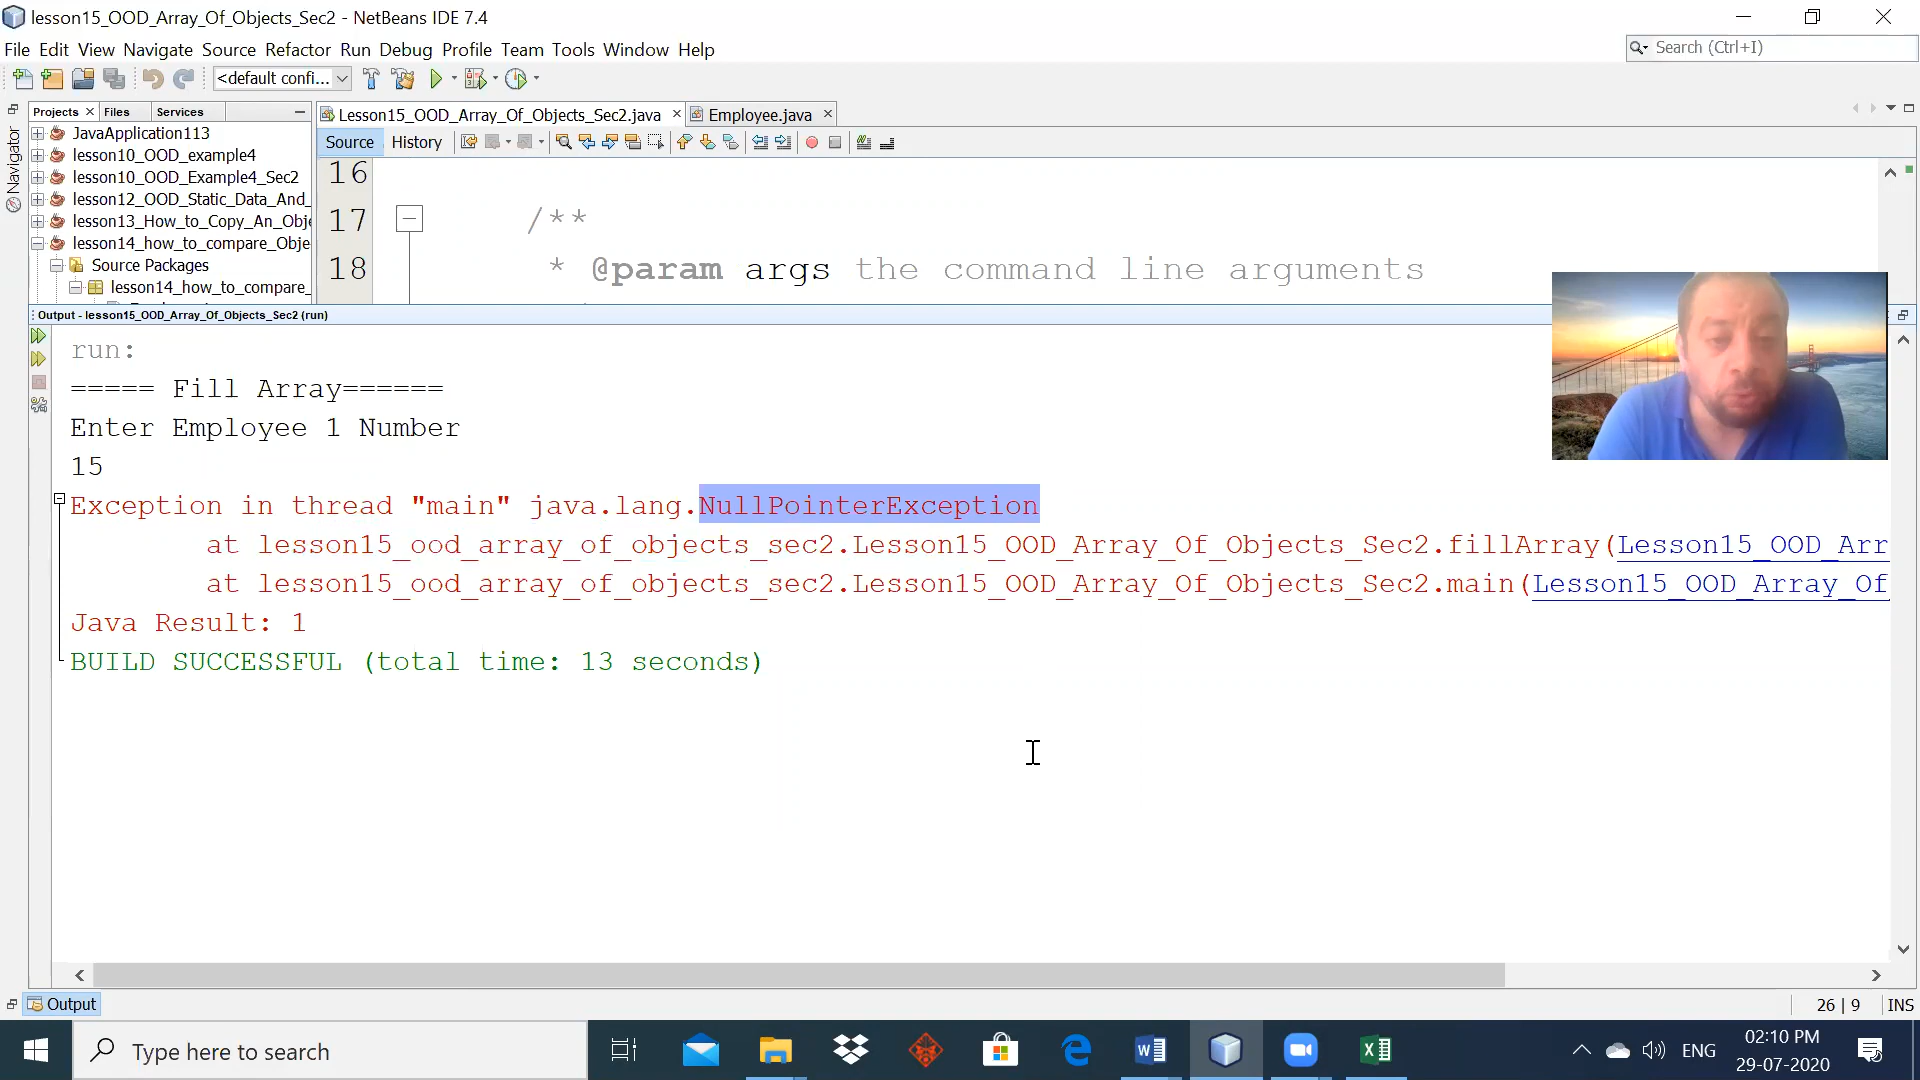 lesson15_OOD_Array_Of_Objects_Sec2 - NetBeans IDE 7.4
File Edit View Navigate Source Refactor Run Debug Profile Team Tools Window Help
Search (Ctrl+I)
<default confi...
Projects Files Services
Lesson15_OOD_Array_Of_Objects_Sec2.java Employee.java
Navigator
JavaApplication113
lesson10_OOD_example4
lesson10_OOD_Example4_Sec2
lesson12_OOD_Static_Data_And_
lesson13_How_to_Copy_An_Obje
lesson14_how_to_compare_Obje
Source Packages
lesson14_how_to_compare_
Source History
16
17 /**
18 * @param args the command line arguments
Output - lesson15_OOD_Array_Of_Objects_Sec2 (run)
run:
===== Fill Array======
Enter Employee 1 Number
15
Exception in thread "main" java.lang.NullPointerException
at lesson15_ood_array_of_objects_sec2.Lesson15_OOD_Array_Of_Objects_Sec2.fillArray(Lesson15_OOD_Arr
at lesson15_ood_array_of_objects_sec2.Lesson15_OOD_Array_Of_Objects_Sec2.main(Lesson15_OOD_Array_Of
Java Result: 1
BUILD SUCCESSFUL (total time: 13 seconds)
Output
26 | 9 INS
Type here to search
ENG
02:10 PM
29-07-2020